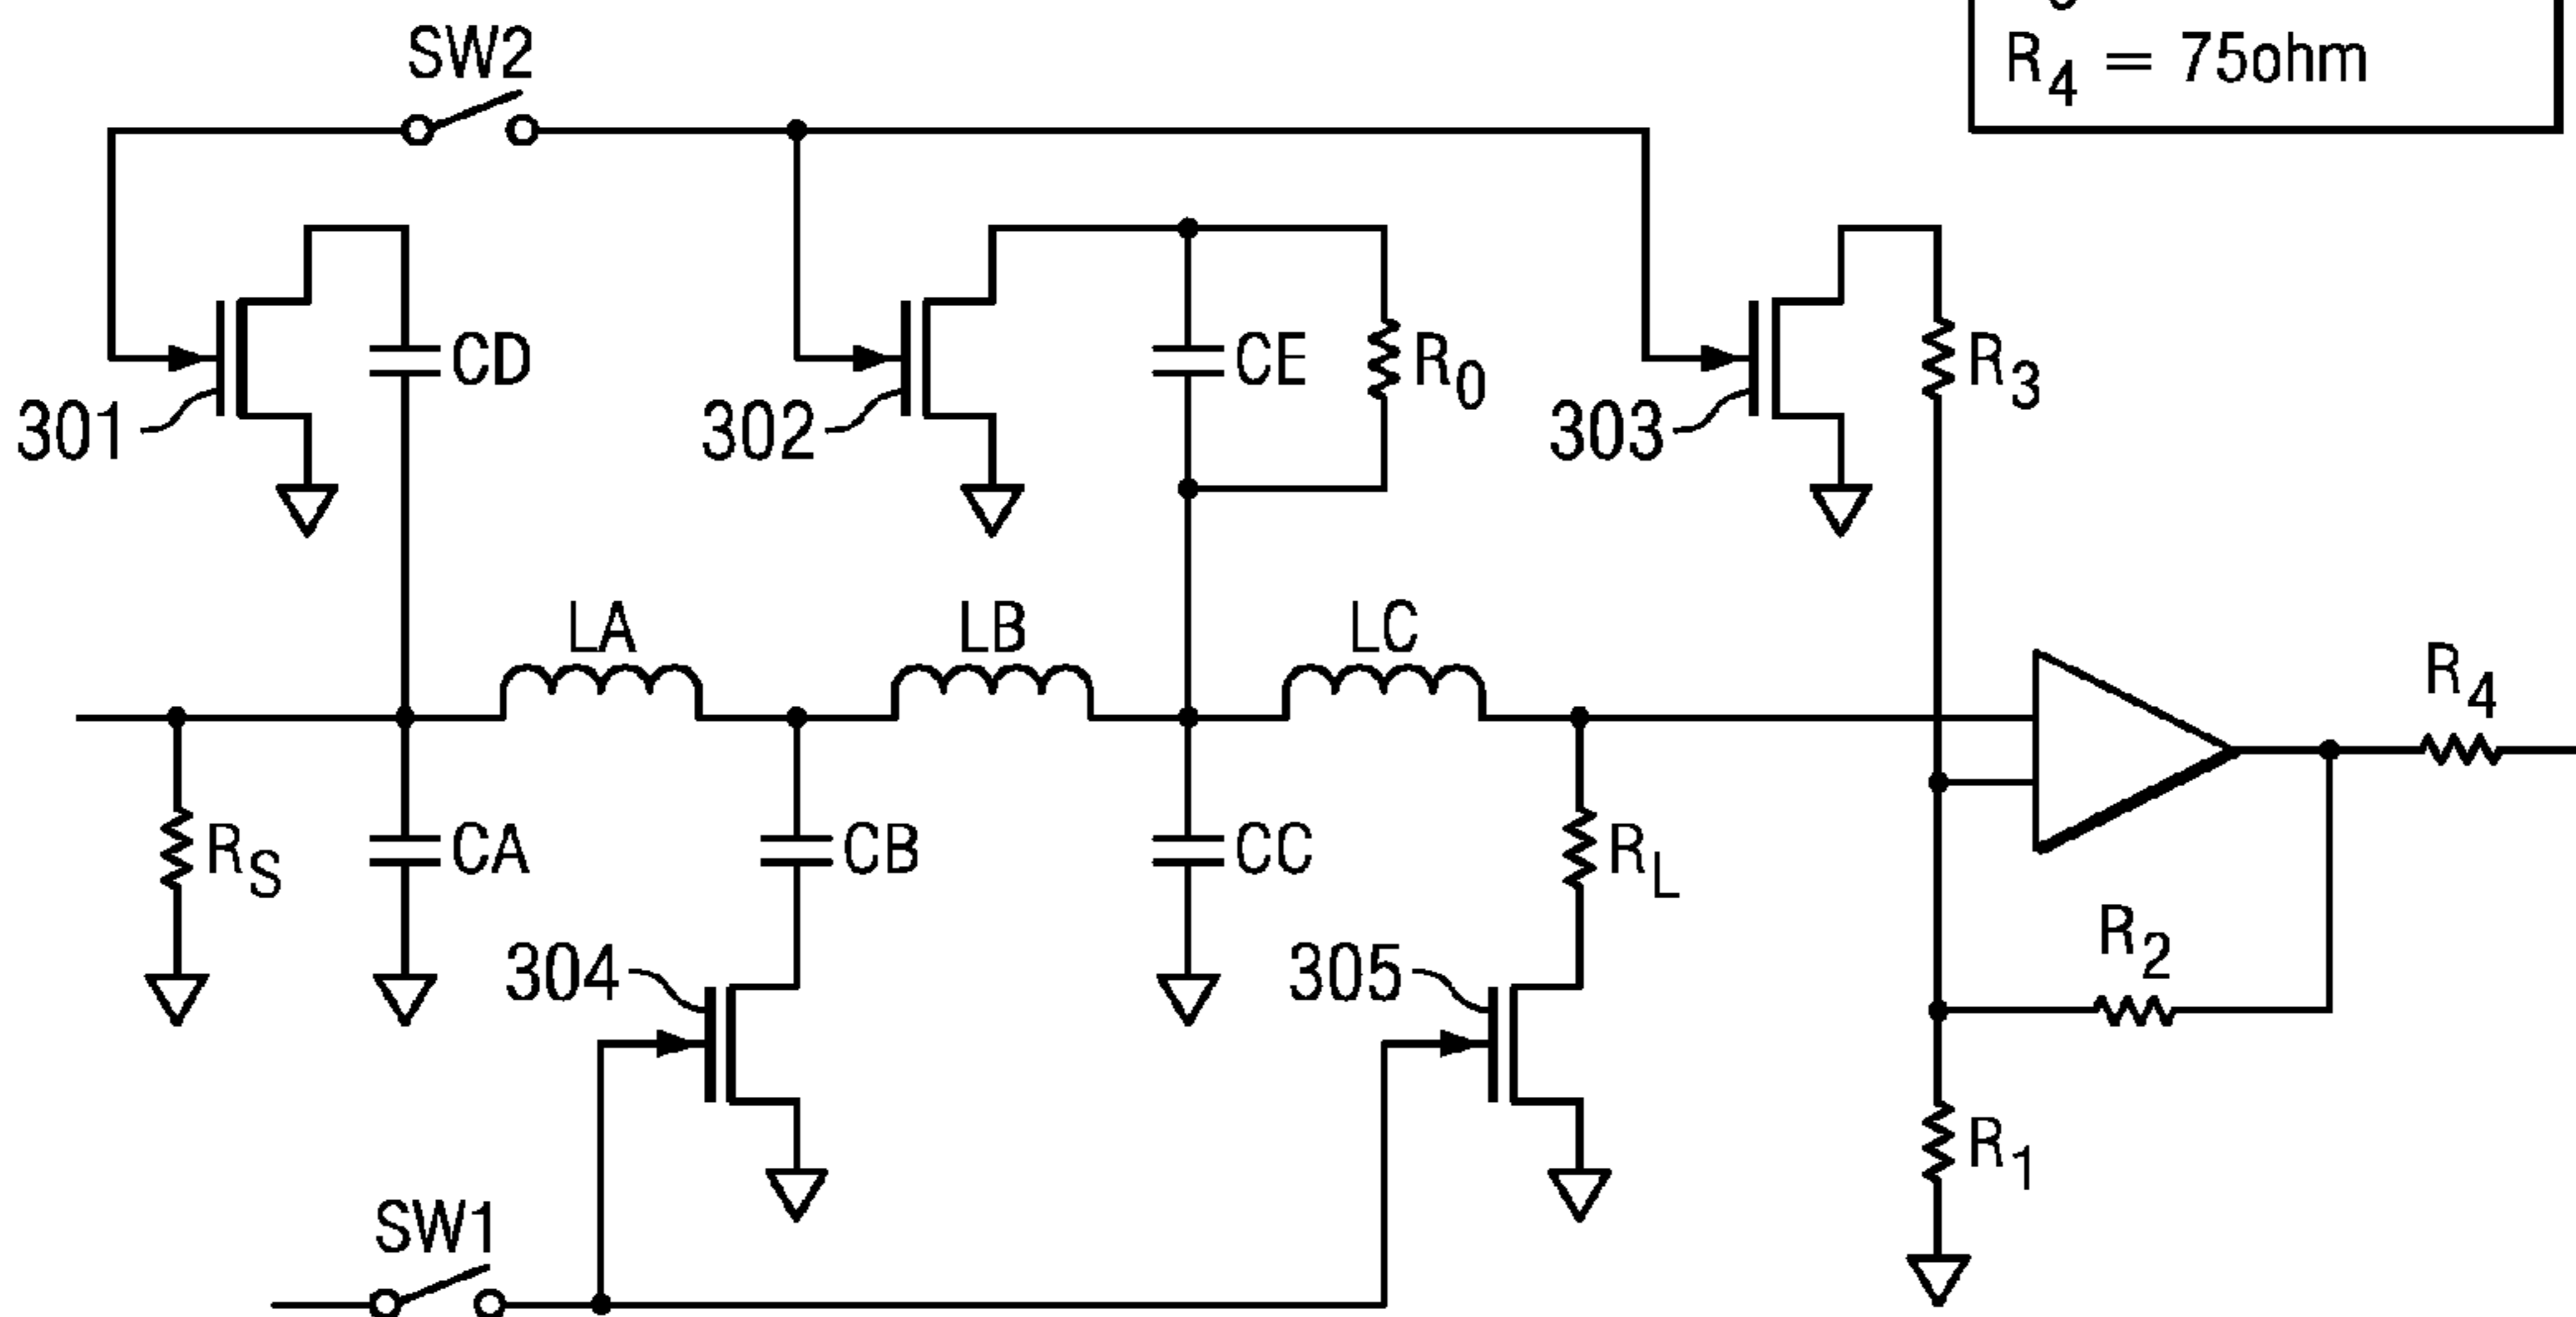 SW2
R4 = 75ohm
CD
CE
R0
R3
301
302
303
LA
LB
LC
R4
RS
CA
CB
CC
RL
R2
304
305
R1
SW1